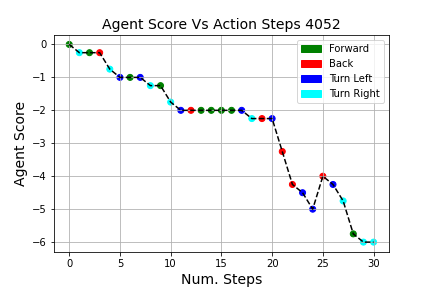 Agent Score Vs Action Steps 4052
Forward
Back
Turn Left
Turn Right
Agent Score
0
−1
−2
−3
−4
−5
−6
0 5 10 15 20 25 30
Num. Steps